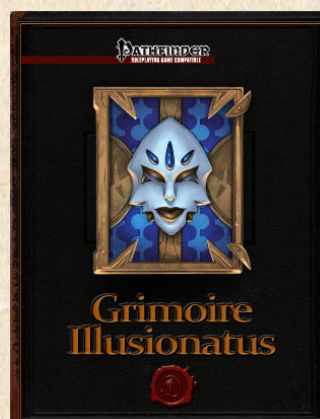 PATHFINDER
ROLEPLAYING GAME COMPATIBLE
Grimoire
Illusionatus